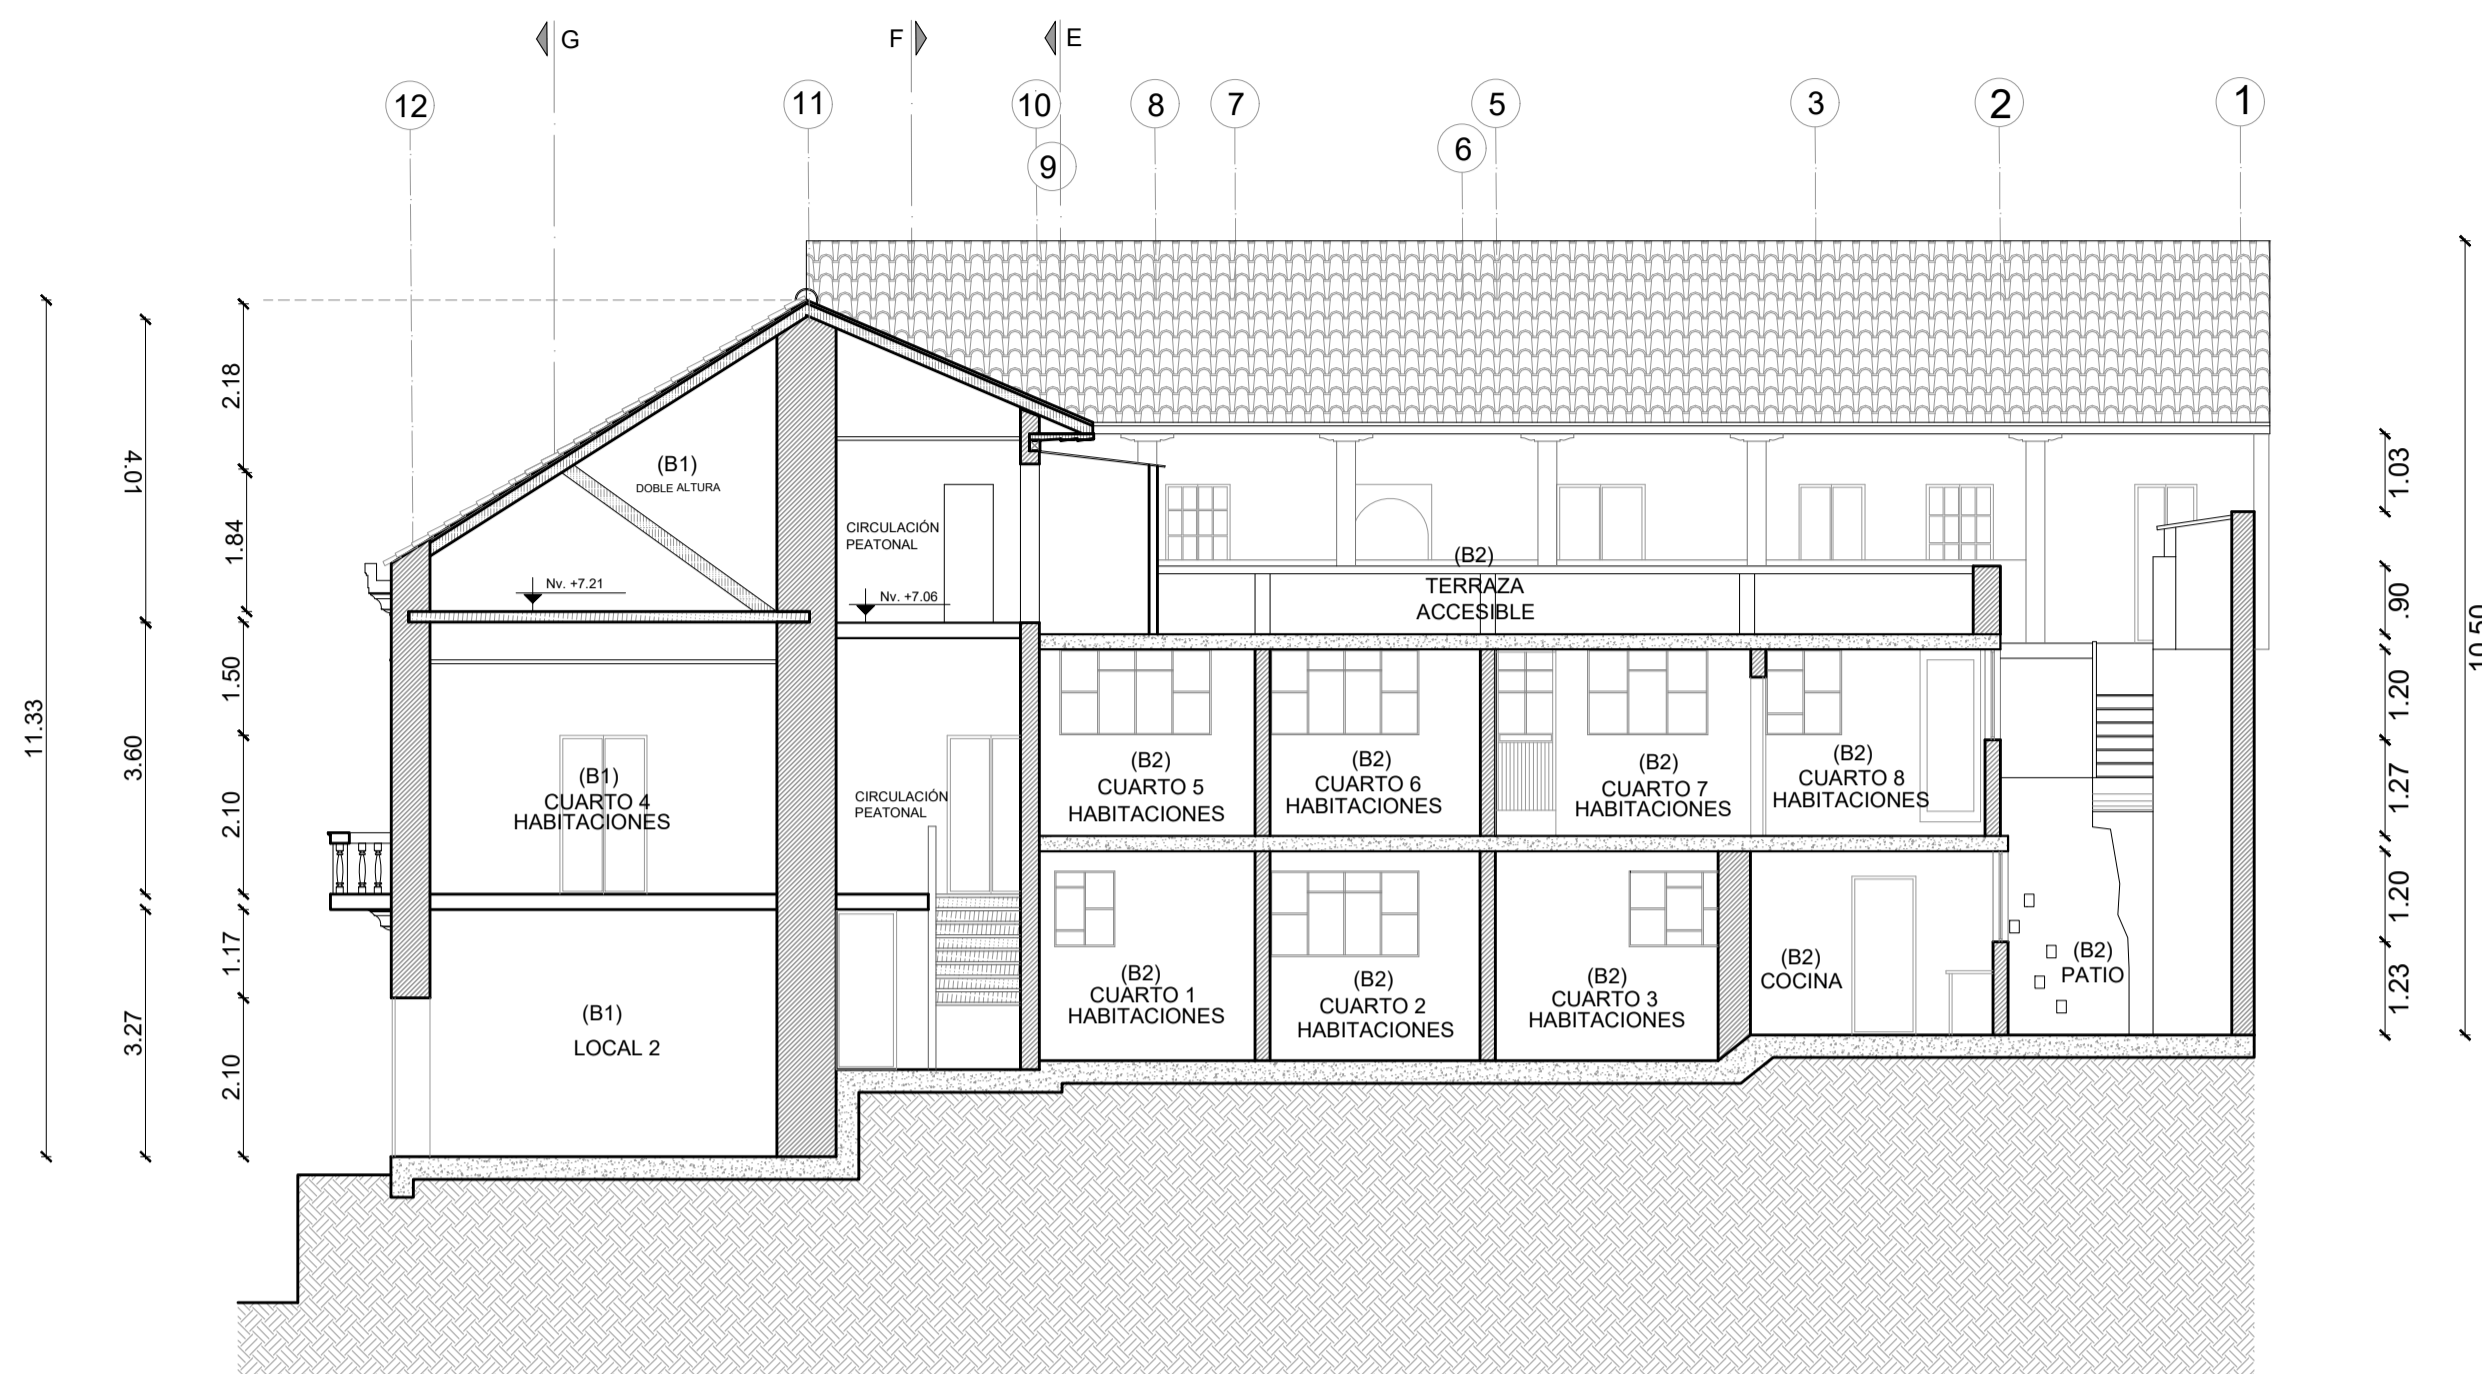 G
F
E
12
11
10
8
7
5
3
2
1
6
9
(B1)
DOBLE ALTURA
CIRCULACIÓN
PEATONAL
Nv. +7.21
Nv. +7.06
(B2)
TERRAZA
ACCESIBLE
(B1)
CUARTO 4
HABITACIONES
CIRCULACIÓN
PEATONAL
(B2)
CUARTO 5
HABITACIONES
(B2)
CUARTO 6
HABITACIONES
(B2)
CUARTO 7
HABITACIONES
(B2)
CUARTO 8
HABITACIONES
(B1)
LOCAL 2
(B2)
CUARTO 1
HABITACIONES
(B2)
CUARTO 2
HABITACIONES
(B2)
CUARTO 3
HABITACIONES
(B2)
COCINA
(B2)
PATIO
11.33
4.01
3.60
3.27
2.18
1.84
1.50
2.10
1.17
2.10
1.03
.90
1.20
1.27
1.20
1.23
10.50